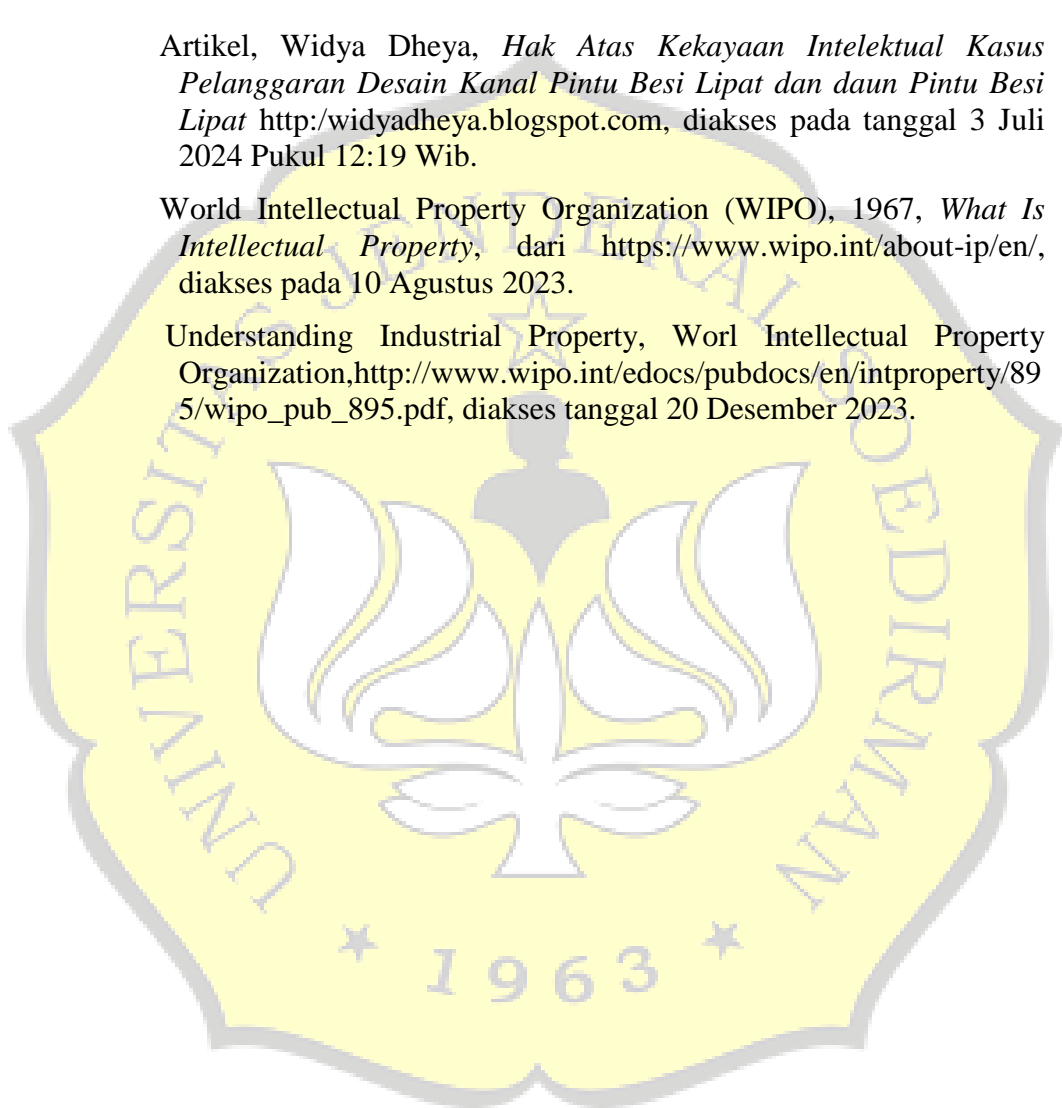 Artikel, Widya Dheya, Hak Atas Kekayaan Intelektual Kasus
Pelanggaran Desain Kanal Pintu Besi Lipat dan daun Pintu Besi
Lipat http:/widyadheya.blogspot.com, diakses pada tanggal 3 Juli
2024 Pukul 12:19 Wib.
World Intellectual Property Organization (WIPO), 1967, What Is
Intellectual Property, dari https://www.wipo.int/about-ip/en/,
diakses pada 10 Agustus 2023.
Understanding Industrial Property, Worl Intellectual Property
Organization,http://www.wipo.int/edocs/pubdocs/en/intproperty/89
5/wipo_pub_895.pdf, diakses tanggal 20 Desember 2023.
UNIVERSITAS JENDERAL SOEDIRMAN
1963